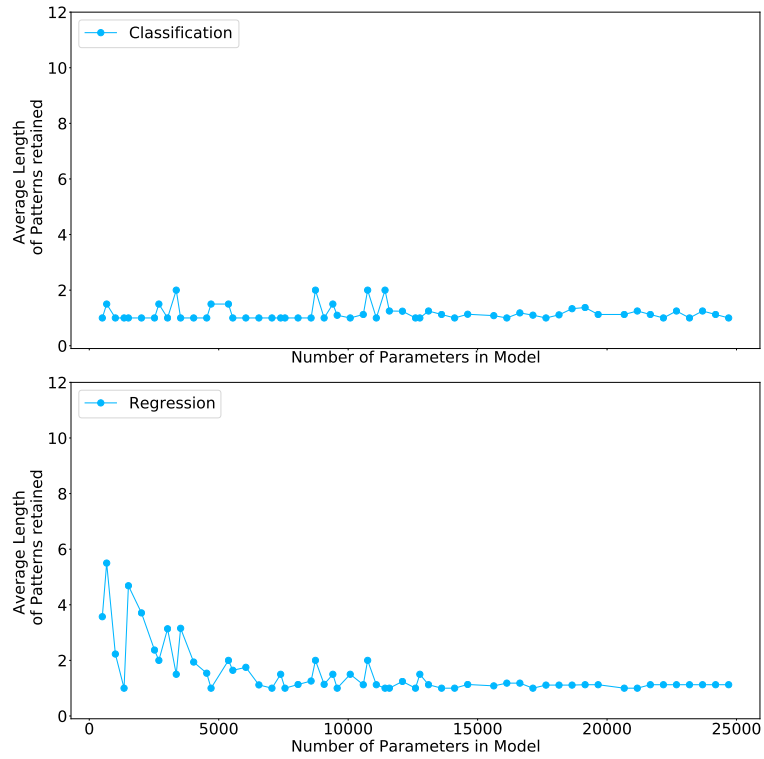 12
10
8
6
4
2
0
Average Length
of Patterns retained
Classification
Number of Parameters in Model
12
10
8
6
4
2
0
Average Length
of Patterns retained
Regression
0 5000 10000 15000 20000 25000
Number of Parameters in Model